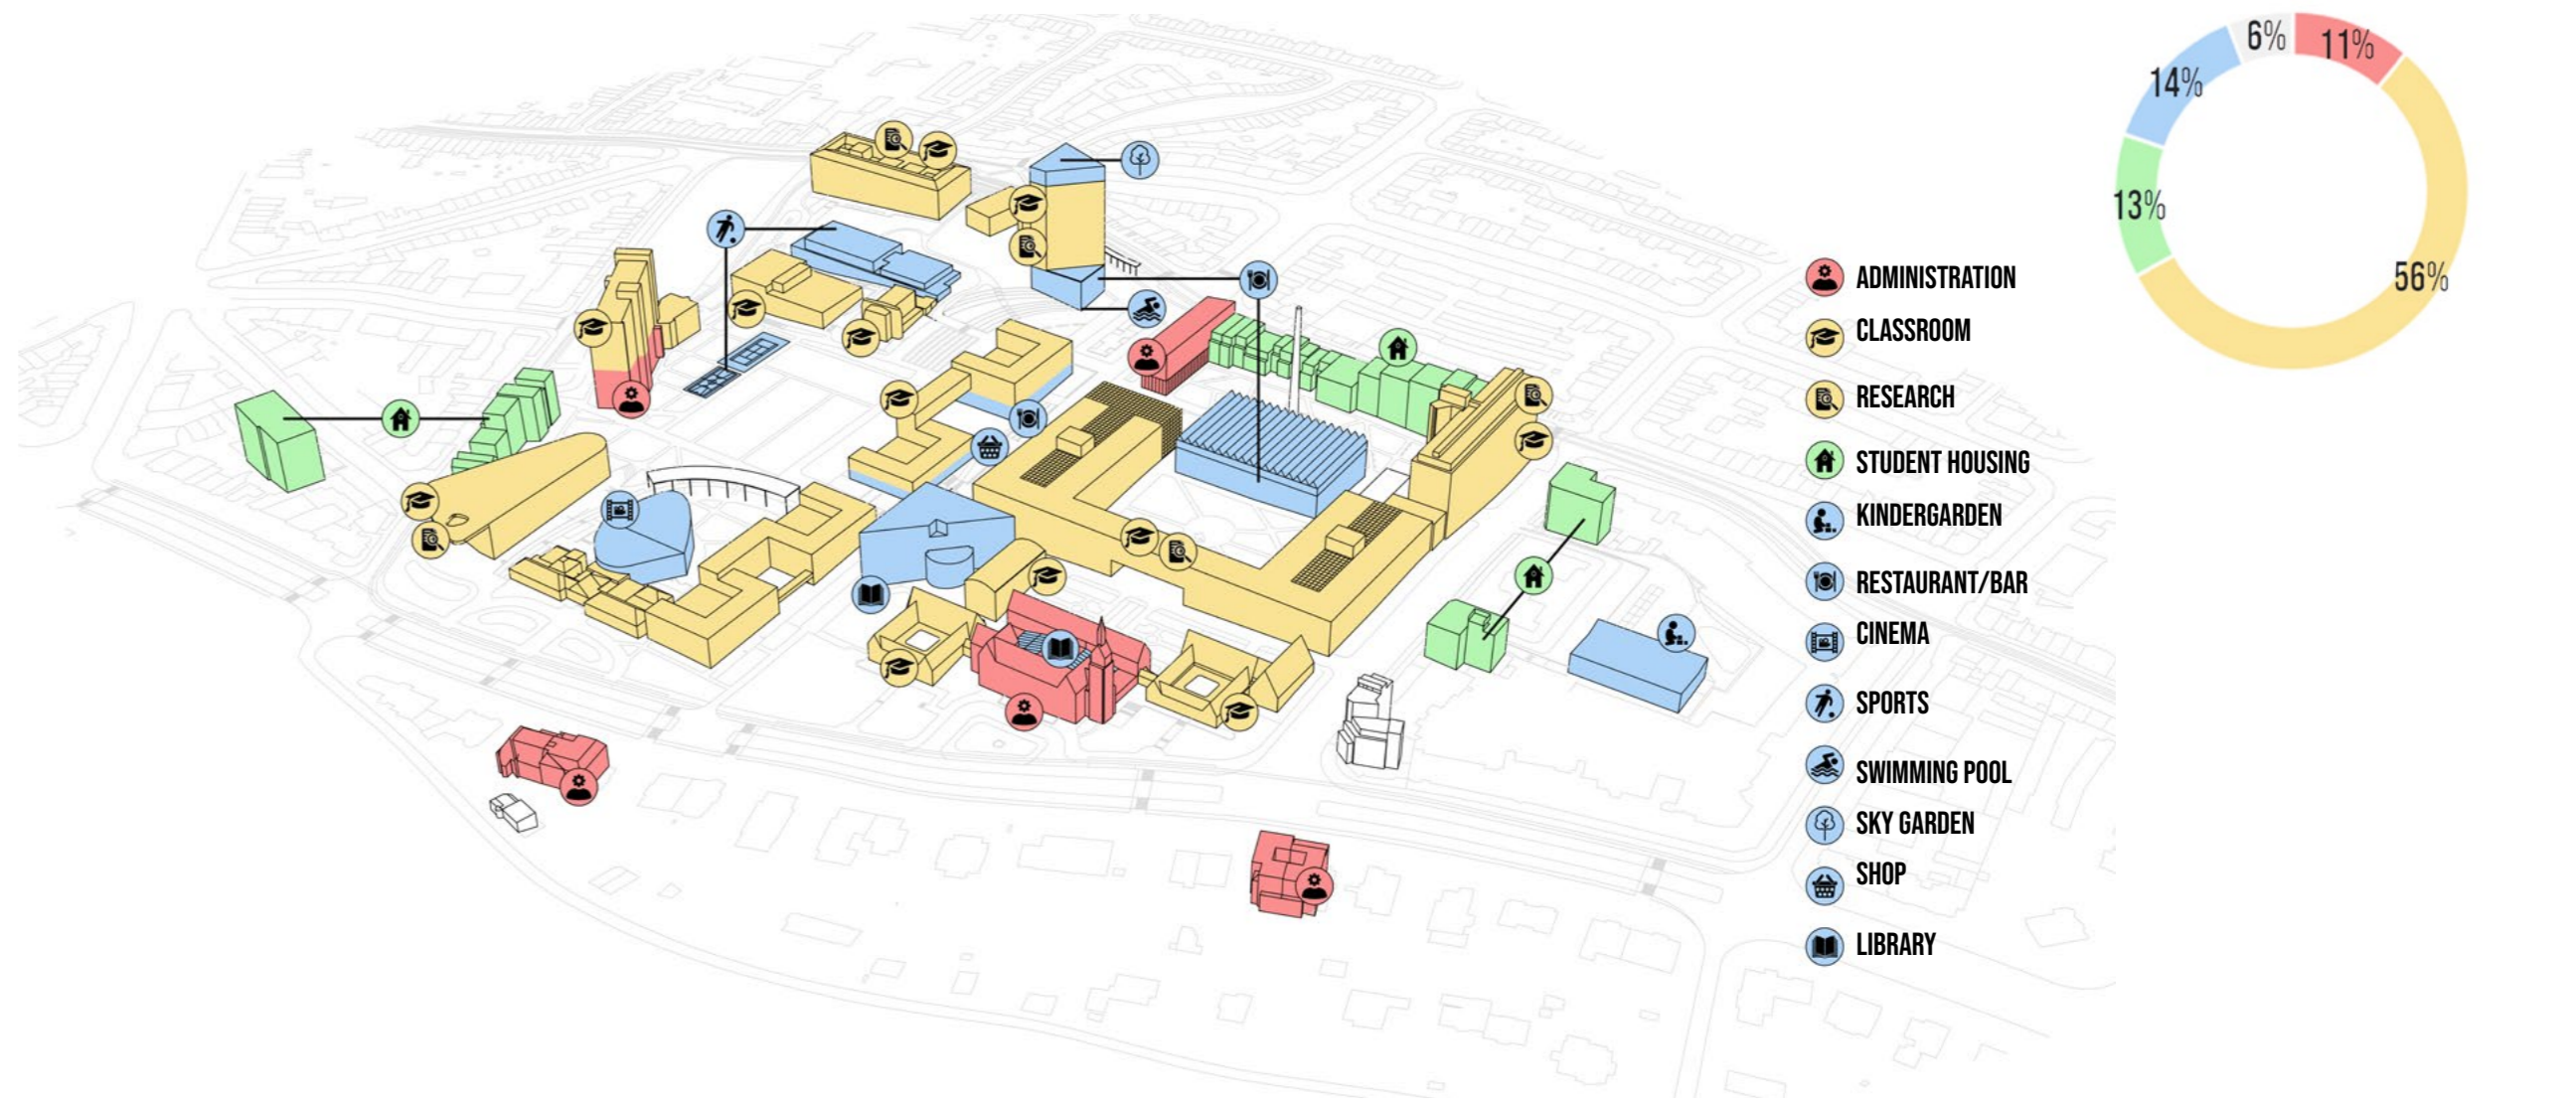 6%
11%
14%
13%
56%
ADMINISTRATION
CLASSROOM
RESEARCH
STUDENT HOUSING
KINDERGARDEN
RESTAURANT/BAR
CINEMA
SPORTS
SWIMMING POOL
SKY GARDEN
SHOP
LIBRARY